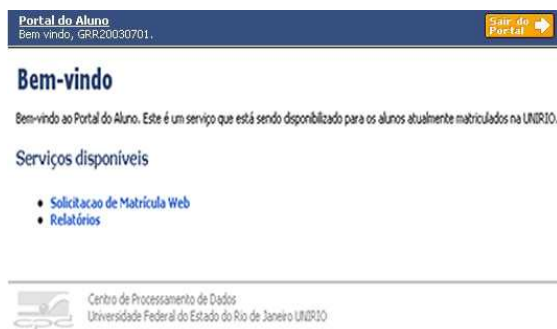 Portal do Aluno
Bem vindo, GRR20030701.
Sair do
Portal
Bem-vindo
Bem-vindo ao Portal do Aluno. Este é um serviço que está sendo disponibilizado para os alunos atualmente matriculados na UNIRIO.
Serviços disponíveis
• Solicitacao de Matrícula Web
• Relatórios
cpd
Centro de Processamento de Dados
Universidade Federal do Estado do Rio de Janeiro UNIRIO